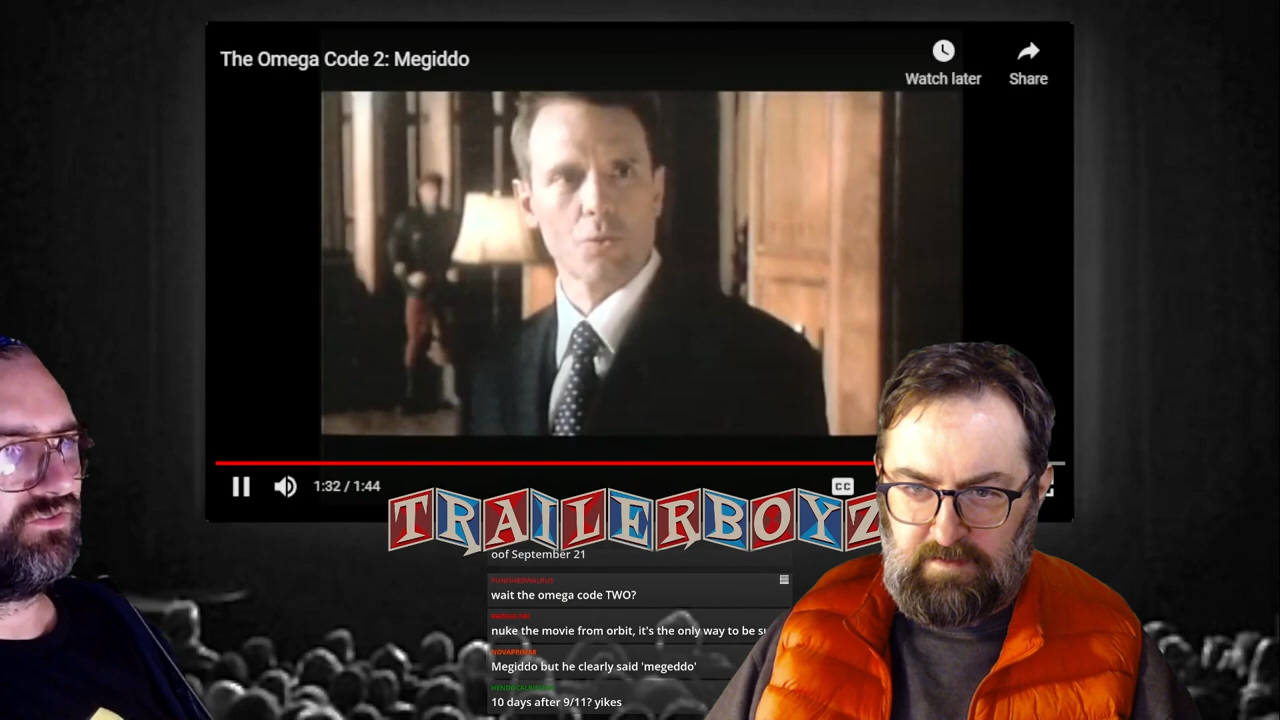 The Omega Code 2: Megiddo
Watch later
Share
1:32 / 1:44
CC
TRAILERBOYZ
oof September 21
PUNISHEDWALRUS
wait the omega code TWO?
nuke the movie from orbit, it's the only way to be
NOVAPRIMAR
Megiddo but he clearly said 'megeddo'
10 days after 9/11? yikes